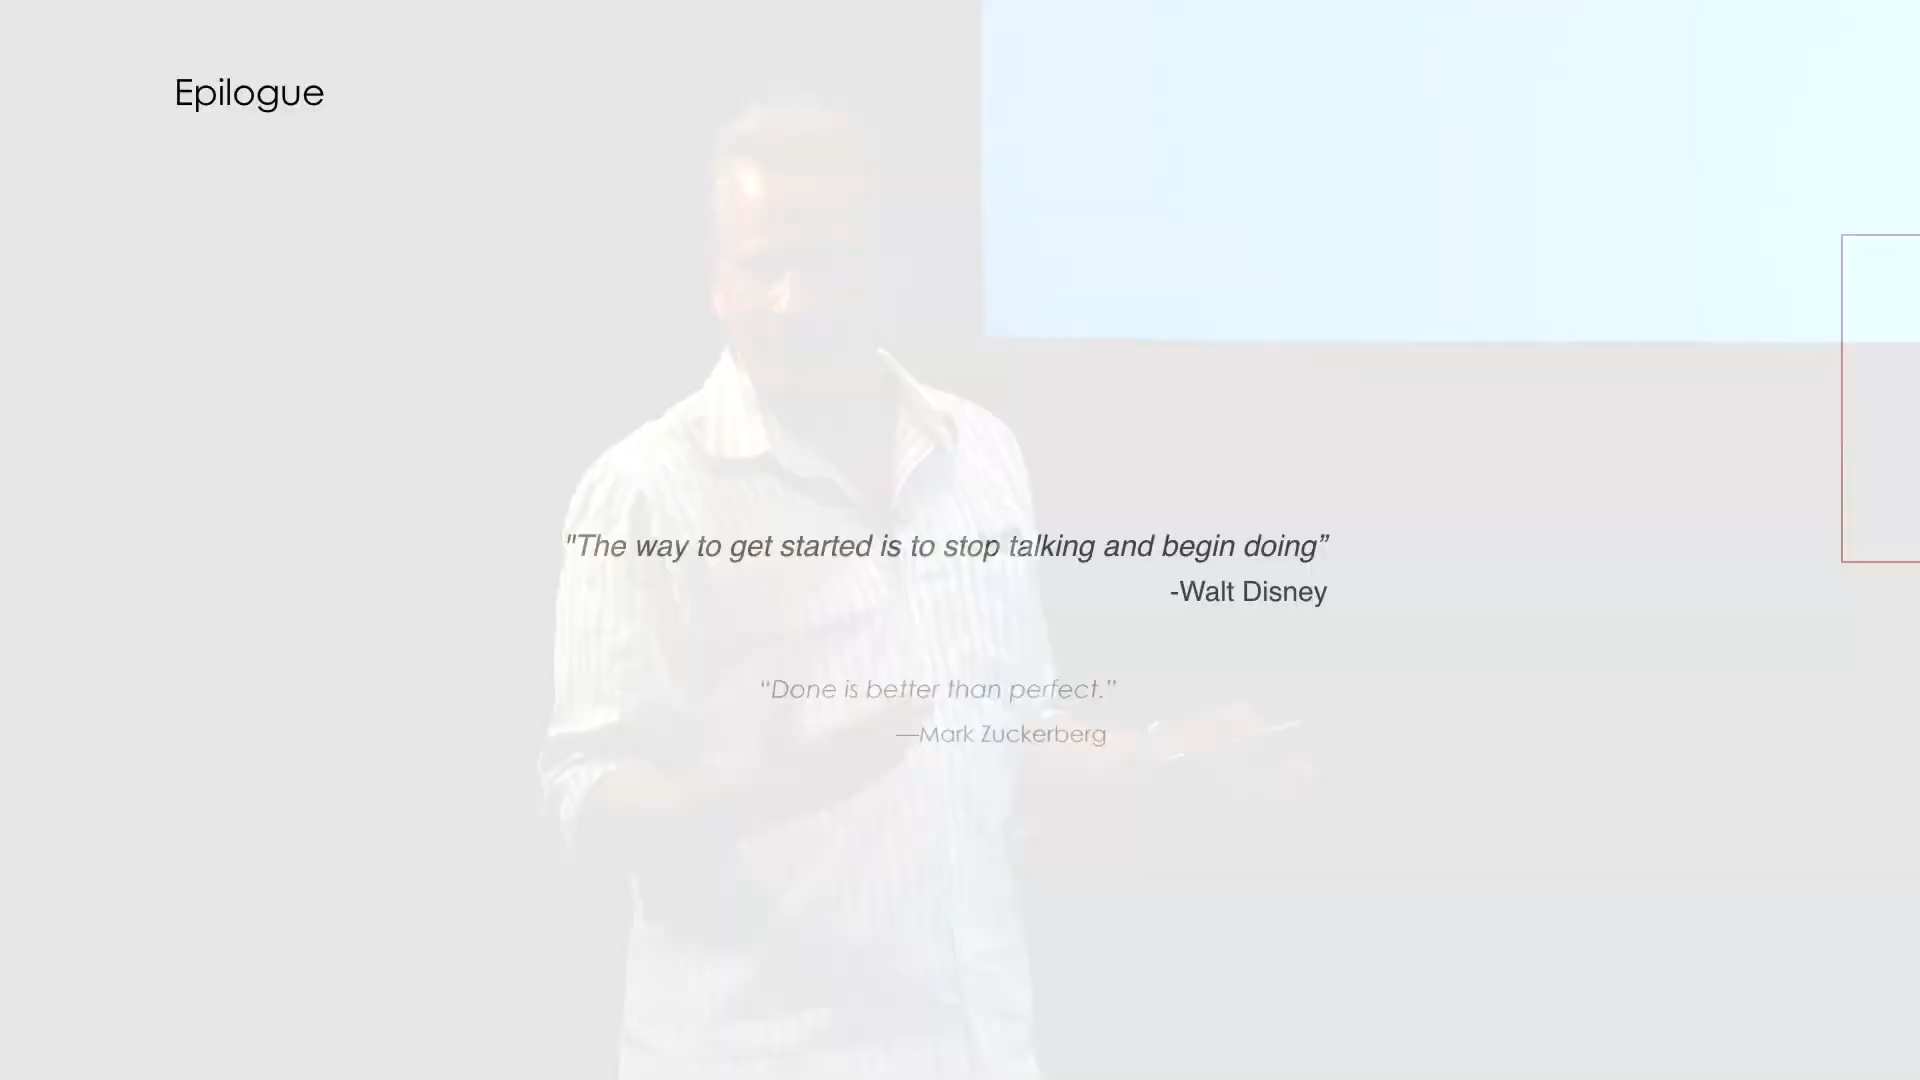 Epilogue
"The way to get started is to stop talking and begin doing”
-Walt Disney
“Done is better than perfect.”
—Mark Zuckerberg